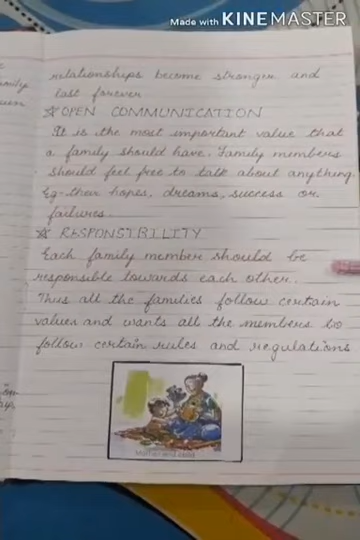 Made with KINEMASTER
relationships become stronger and
last forever
☆ OPEN COMMUNICATION
It is the most important value that
a family should have. Family members
should feel free to talk about anything.
Eg-their hopes, dreams, success or
failures.
☆ RESPONSIBILITY
Each family member should be
responsible towards each other.
Thus all the families follow certain
values and wants all the members to
follow certain rules and regulations